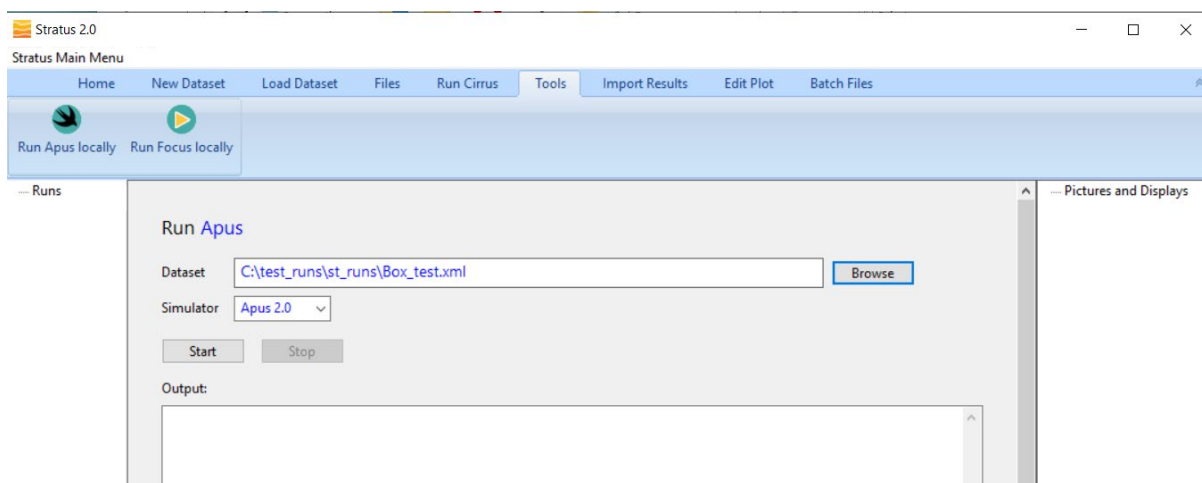 Stratus 2.0
Stratus Main Menu
Home New Dataset Load Dataset Files Run Cirrus Tools Import Results Edit Plot Batch Files
Run Apus locally Run Focus locally
Runs
Pictures and Displays
Run Apus
Dataset C:\test_runs\st_runs\Box_test.xml Browse
Simulator Apus 2.0
Start Stop
Output: